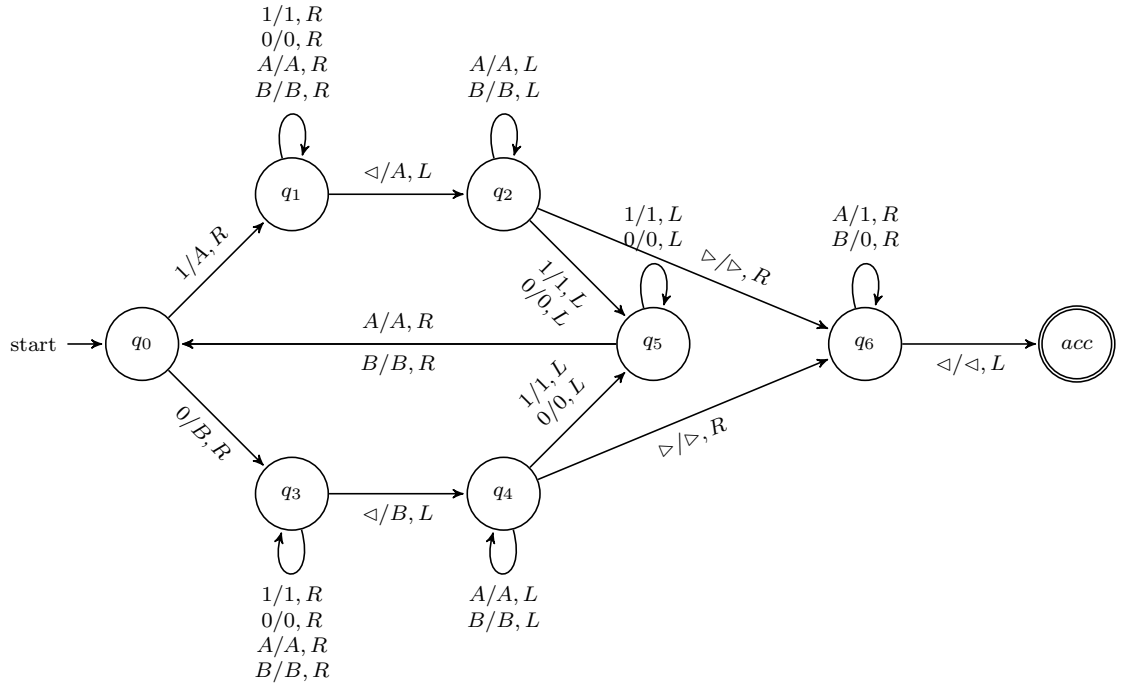 1/1, R
0/0, R
A/A, R
B/B, R
A/A, L
B/B, L
q1
◁/A, L
q2
1/A, R
1/1, L
0/0, L
A/1, R
B/0, R
▷/▷, R
1/1, L
0/0, L
start
q0
A/A, R
B/B, R
q5
q6
◁/◁, L
acc
0/B, R
1/1, L
0/0, L
▷/▷, R
q3
◁/B, L
q4
1/1, R
0/0, R
A/A, R
B/B, R
A/A, L
B/B, L